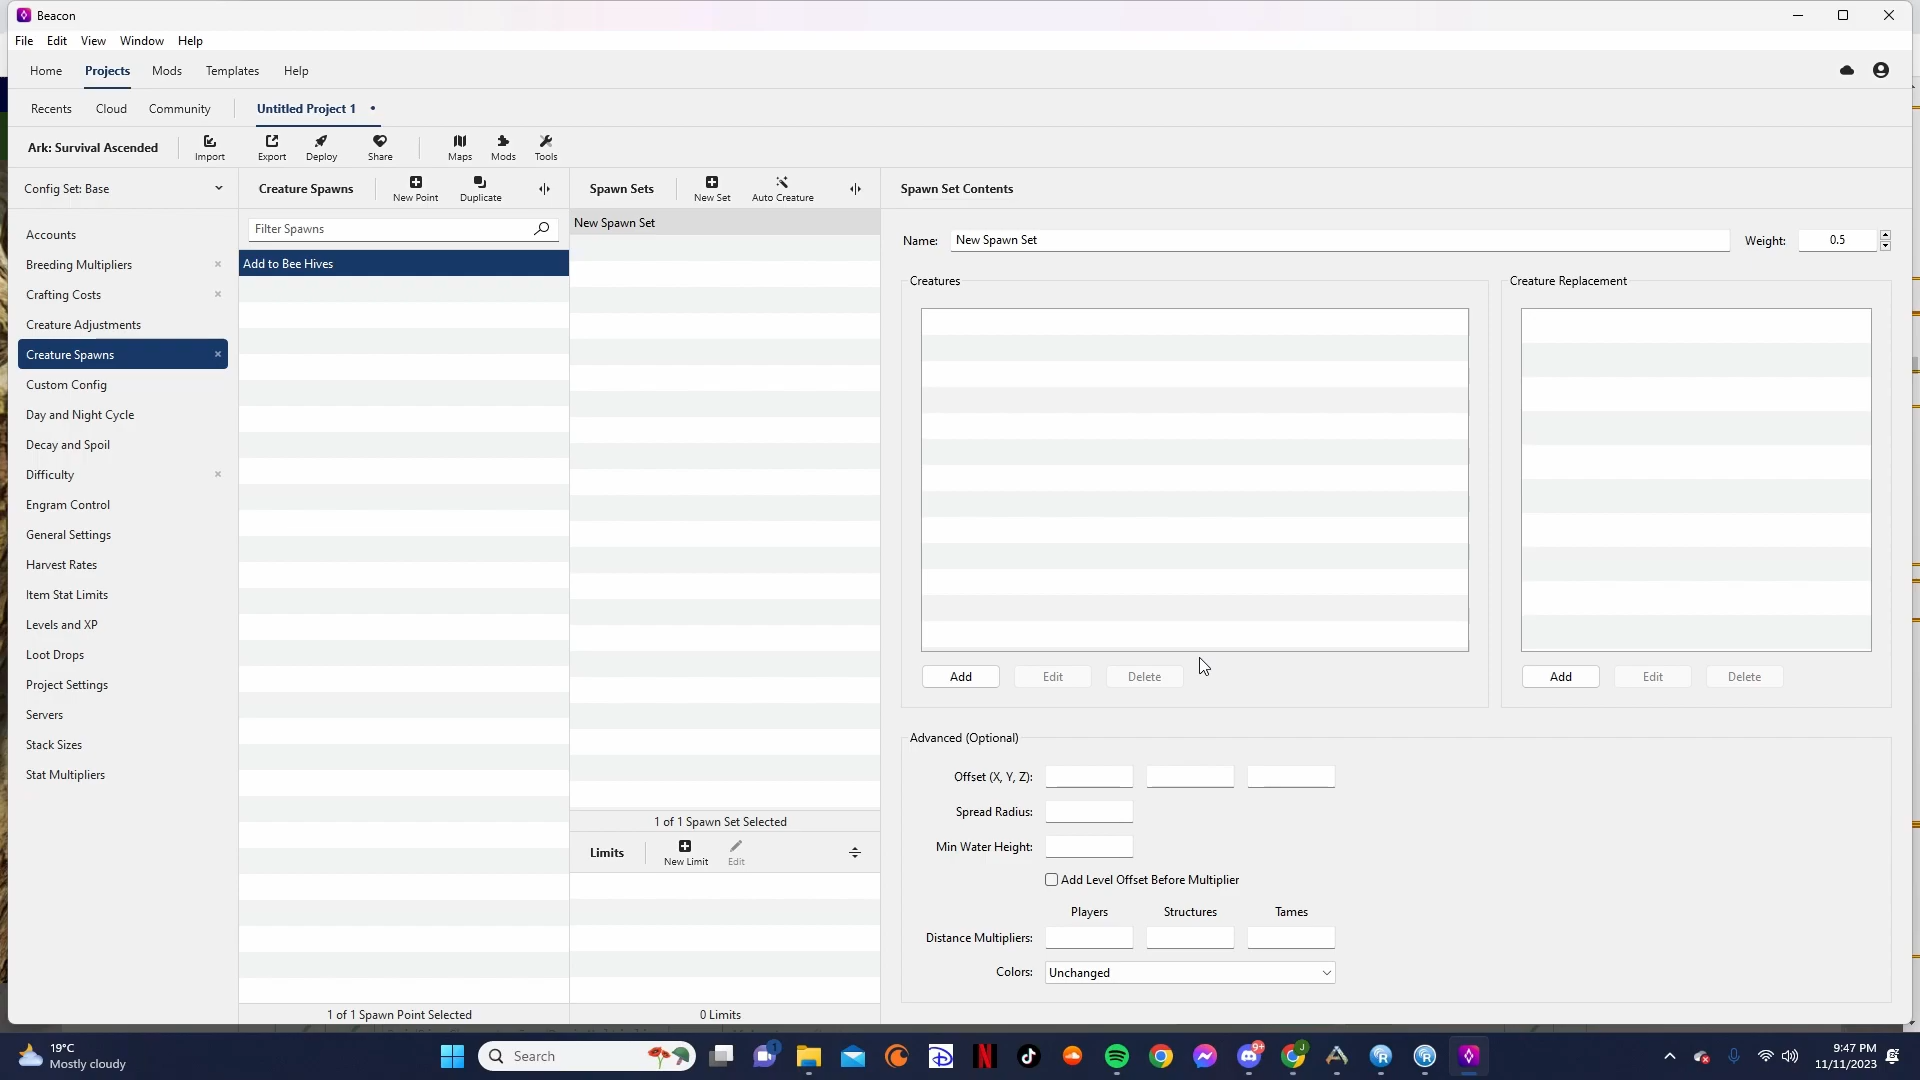 Beacon
File Edit View Window Help
Home Projects Mods Templates Help
Recents Cloud Community Untitled Project 1 •
Ark: Survival Ascended Import Export Deploy Share Maps Mods Tools
Config Set: Base
Accounts
Breeding Multipliers
Crafting Costs
Creature Adjustments
Creature Spawns
Custom Config
Day and Night Cycle
Decay and Spoil
Difficulty
Engram Control
General Settings
Harvest Rates
Item Stat Limits
Levels and XP
Loot Drops
Project Settings
Servers
Stack Sizes
Stat Multipliers
Creature Spawns New Point Duplicate
Filter Spawns
Add to Bee Hives
1 of 1 Spawn Point Selected
Spawn Sets New Set Auto Creature
New Spawn Set
1 of 1 Spawn Set Selected
Limits New Limit Edit
0 Limits
Spawn Set Contents
Name: New Spawn Set Weight: 0.5
Creatures
Add Edit Delete
Creature Replacement
Add Edit Delete
Advanced (Optional)
Offset (X, Y, Z):
Spread Radius:
Min Water Height:
Add Level Offset Before Multiplier
Players Structures Tames
Distance Multipliers:
Colors: Unchanged
19°C
Mostly cloudy
Search
9:47 PM
11/11/2023